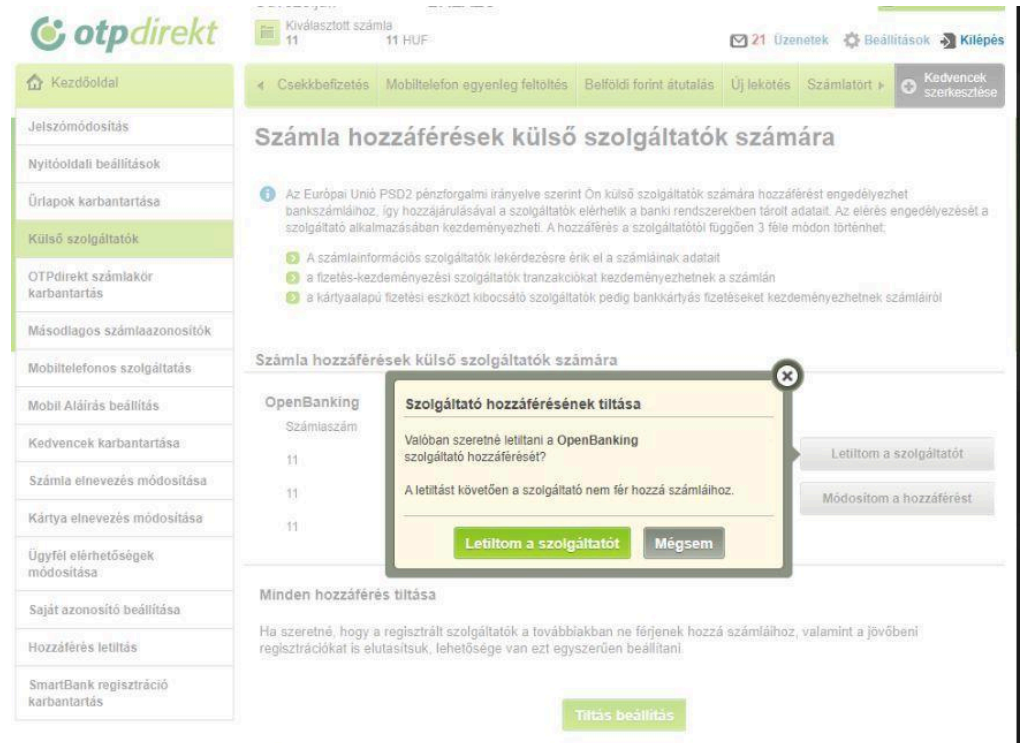 otpdirekt
Kiválasztott számla
11 11 HUF
21 Üzenetek Beállítások Kilépés
Kezdőoldal
Csekkbefizetés Mobiltelefon egyenleg feltöltés Belföldi forint átutalás Új lekötés Számlatört
Kedvencek
szerkesztése
Jelszómódosítás
Nyitóoldali beállítások
Űrlapok karbantartása
Külső szolgáltatók
OTPdirekt számlakör
karbantartás
Másodlagos számlaazonosítók
Mobiltelefonos szolgáltatás
Mobil Aláírás beállítás
Kedvencek karbantartása
Számla elnevezés módosítása
Kártya elnevezés módosítása
Ügyfél elérhetőségek
módosítása
Saját azonosító beállítása
Hozzáférés letiltás
SmartBank regisztráció
karbantartás
Számla hozzáférések külső szolgáltatók számára
Az Európai Unió PSD2 pénzforgalmi irányelve szerint Ön külső szolgáltatók számára hozzáférést engedélyezhet
bankszámláihoz, így hozzájárulásával a szolgáltatók elérhetik a banki rendszerekben tárolt adatait. Az elérés engedélyezését a
szolgáltató alkalmazásában kezdeményezheti. A hozzáférés a szolgáltatótól függően 3 féle módon történhet:
A számlainformációs szolgáltatók lekérdezésre érik el a számláinak adatait
a fizetés-kezdeményezési szolgáltatók tranzakciókat kezdeményezhetnek a számlán
a kártyaalapú fizetési eszközt kibocsátó szolgáltatók pedig bankkártyás fizetéseket kezdeményezhetnek számláiról
Számla hozzáférések külső szolgáltatók számára
OpenBanking
Számlaszám
11
11
11
Szolgáltató hozzáférésének tiltása
Valóban szeretné letiltani a OpenBanking
szolgáltató hozzáférését?
A letiltást követően a szolgáltató nem fér hozzá számláihoz.
Letiltom a szolgáltatót Mégsem
Letiltom a szolgáltatót
Módosítom a hozzáférést
Minden hozzáférés tiltása
Ha szeretné, hogy a regisztrált szolgáltatók a továbbiakban ne férjenek hozzá számláihoz, valamint a jövőbeni
regisztrációkat is elutasítsuk, lehetősége van ezt egyszerűen beállítani.
Tiltás beállítás